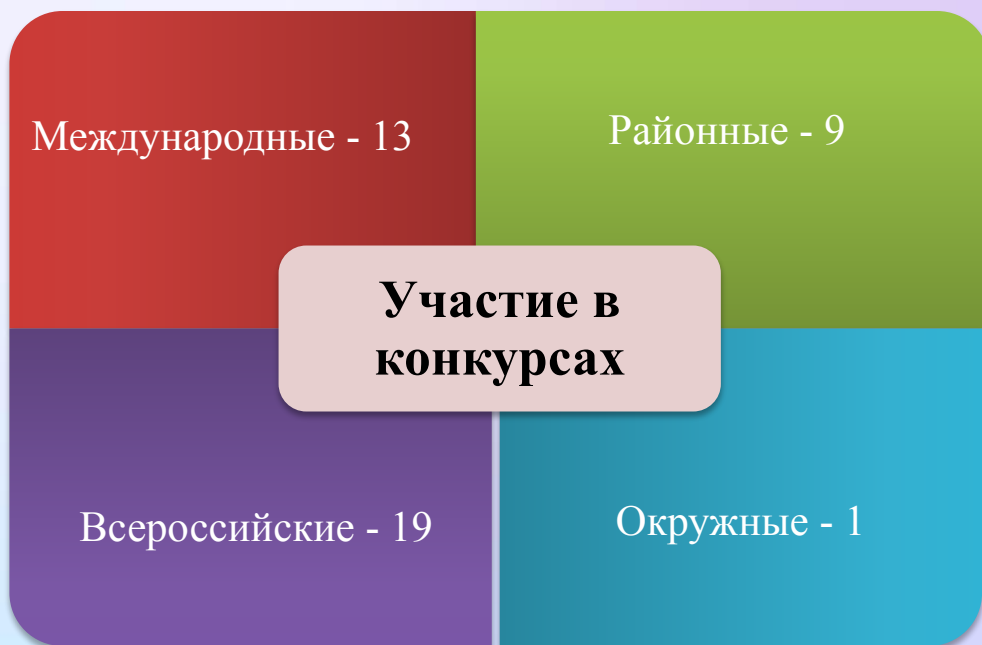 Международные - 13
Районные - 9
Участие в
конкурсах
Всероссийские - 19
Окружные - 1